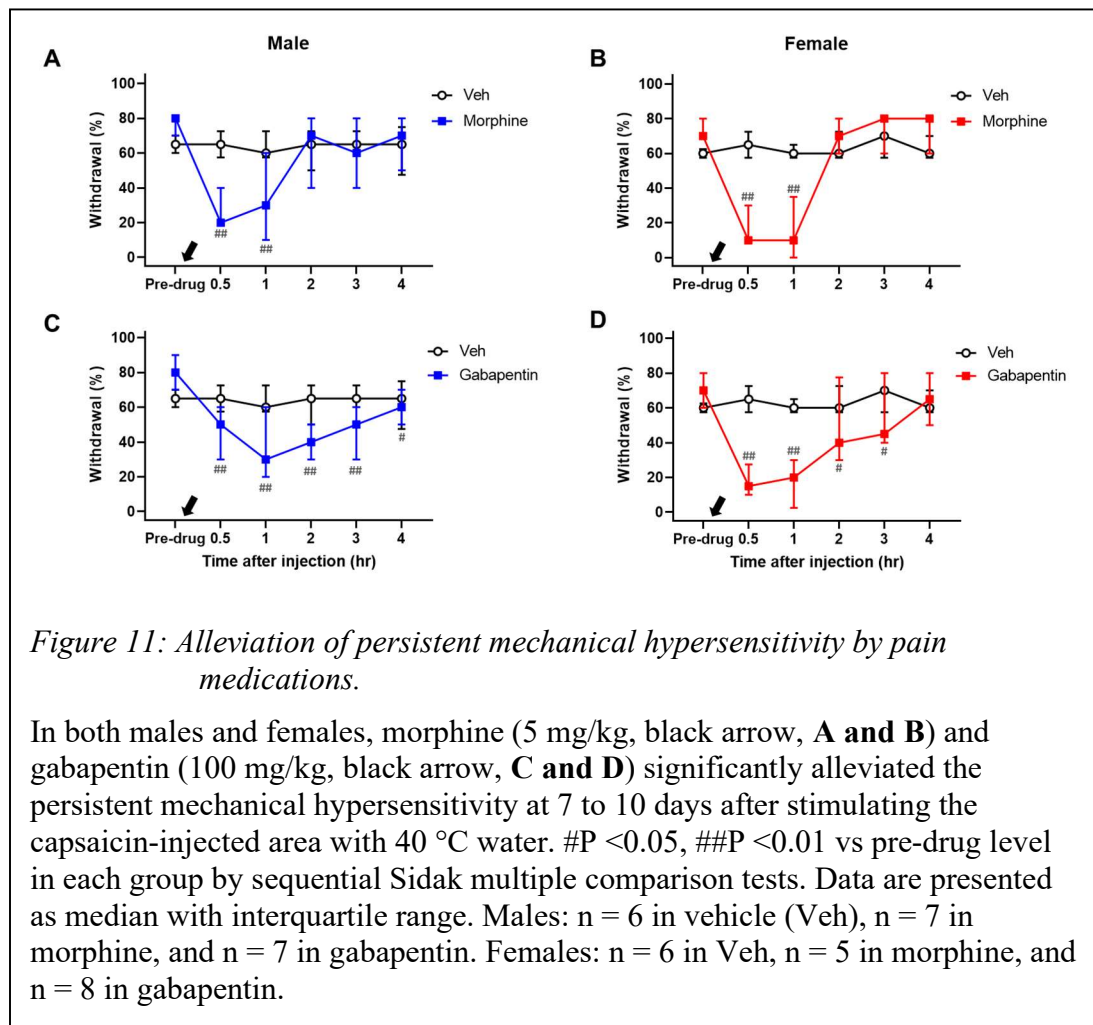 Male
Female
A
B
100
80
60
40
20
0
Withdrawal (%)
Veh
Morphine
##
##
Pre-drug 0.5 1 2 3 4
100
80
60
40
20
0
Withdrawal (%)
Veh
Morphine
##
##
Pre-drug 0.5 1 2 3 4
C
D
100
80
60
40
20
0
Withdrawal (%)
Veh
Gabapentin
##
##
##
##
#
Pre-drug 0.5 1 2 3 4
Time after injection (hr)
100
80
60
40
20
0
Withdrawal (%)
Veh
Gabapentin
##
##
#
#
Pre-drug 0.5 1 2 3 4
Time after injection (hr)
Figure 11: Alleviation of persistent mechanical hypersensitivity by pain
medications.
In both males and females, morphine (5 mg/kg, black arrow, A and B) and
gabapentin (100 mg/kg, black arrow, C and D) significantly alleviated the
persistent mechanical hypersensitivity at 7 to 10 days after stimulating the
capsaicin-injected area with 40 °C water. #P <0.05, ##P <0.01 vs pre-drug level
in each group by sequential Sidak multiple comparison tests. Data are presented
as median with interquartile range. Males: n = 6 in vehicle (Veh), n = 7 in
morphine, and n = 7 in gabapentin. Females: n = 6 in Veh, n = 5 in morphine, and
n = 8 in gabapentin.